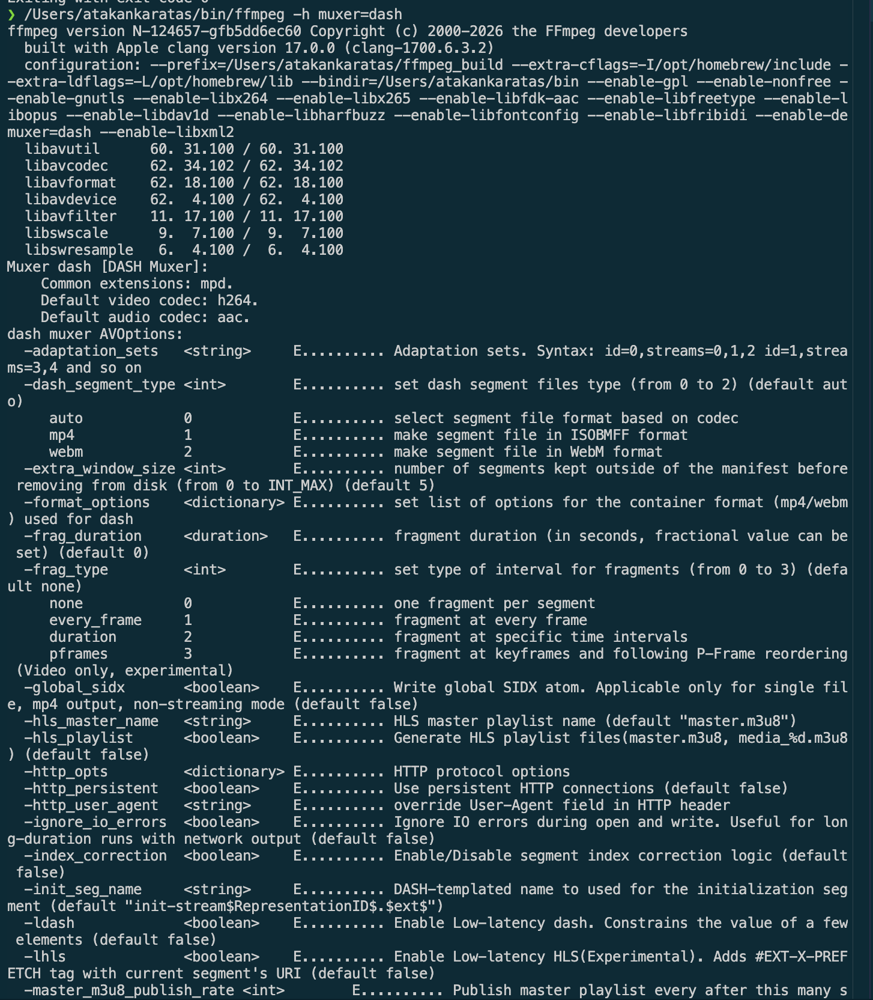 ❯ /Users/atakankaratas/bin/ffmpeg -h muxer=dash
ffmpeg version N-124657-gfb5dd6ec60 Copyright (c) 2000-2026 the FFmpeg developers
  built with Apple clang version 17.0.0 (clang-1700.6.3.2)
  configuration: --prefix=/Users/atakankaratas/ffmpeg_build --extra-cflags=-I/opt/homebrew/include -
-extra-ldflags=-L/opt/homebrew/lib --bindir=/Users/atakankaratas/bin --enable-gpl --enable-nonfree -
-enable-gnutls --enable-libx264 --enable-libx265 --enable-libfdk-aac --enable-libfreetype --enable-l
ibopus --enable-libdav1d --enable-libharfbuzz --enable-libfontconfig --enable-libfribidi --enable-de
muxer=dash --enable-libxml2
  libavutil      60. 31.100 / 60. 31.100
  libavcodec     62. 34.102 / 62. 34.102
  libavformat    62. 18.100 / 62. 18.100
  libavdevice    62.  4.100 / 62.  4.100
  libavfilter    11. 17.100 / 11. 17.100
  libswscale      9.  7.100 /  9.  7.100
  libswresample   6.  4.100 /  6.  4.100
Muxer dash [DASH Muxer]:
    Common extensions: mpd.
    Default video codec: h264.
    Default audio codec: aac.
dash muxer AVOptions:
  -adaptation_sets   <string>     E.......... Adaptation sets. Syntax: id=0,streams=0,1,2 id=1,strea
ms=3,4 and so on
  -dash_segment_type <int>        E.......... set dash segment files type (from 0 to 2) (default aut
o)
     auto            0            E.......... select segment file format based on codec
     mp4             1            E.......... make segment file in ISOBMFF format
     webm            2            E.......... make segment file in WebM format
  -extra_window_size <int>        E.......... number of segments kept outside of the manifest before
 removing from disk (from 0 to INT_MAX) (default 5)
  -format_options    <dictionary> E.......... set list of options for the container format (mp4/webm
) used for dash
  -frag_duration     <duration>   E.......... fragment duration (in seconds, fractional value can be
 set) (default 0)
  -frag_type         <int>        E.......... set type of interval for fragments (from 0 to 3) (defa
ult none)
     none            0            E.......... one fragment per segment
     every_frame     1            E.......... fragment at every frame
     duration        2            E.......... fragment at specific time intervals
     pframes         3            E.......... fragment at keyframes and following P-Frame reordering
 (Video only, experimental)
  -global_sidx       <boolean>    E.......... Write global SIDX atom. Applicable only for single fil
e, mp4 output, non-streaming mode (default false)
  -hls_master_name   <string>     E.......... HLS master playlist name (default "master.m3u8")
  -hls_playlist      <boolean>    E.......... Generate HLS playlist files(master.m3u8, media_%d.m3u8
) (default false)
  -http_opts         <dictionary> E.......... HTTP protocol options
  -http_persistent   <boolean>    E.......... Use persistent HTTP connections (default false)
  -http_user_agent   <string>     E.......... override User-Agent field in HTTP header
  -ignore_io_errors  <boolean>    E.......... Ignore IO errors during open and write. Useful for lon
g-duration runs with network output (default false)
  -index_correction  <boolean>    E.......... Enable/Disable segment index correction logic (default
 false)
  -init_seg_name     <string>     E.......... DASH-templated name to used for the initialization seg
ment (default "init-stream$RepresentationID$.$ext$")
  -ldash             <boolean>    E.......... Enable Low-latency dash. Constrains the value of a few
 elements (default false)
  -lhls              <boolean>    E.......... Enable Low-latency HLS(Experimental). Adds #EXT-X-PREF
ETCH tag with current segment's URI (default false)
  -master_m3u8_publish_rate <int>        E.......... Publish master playlist every after this many s